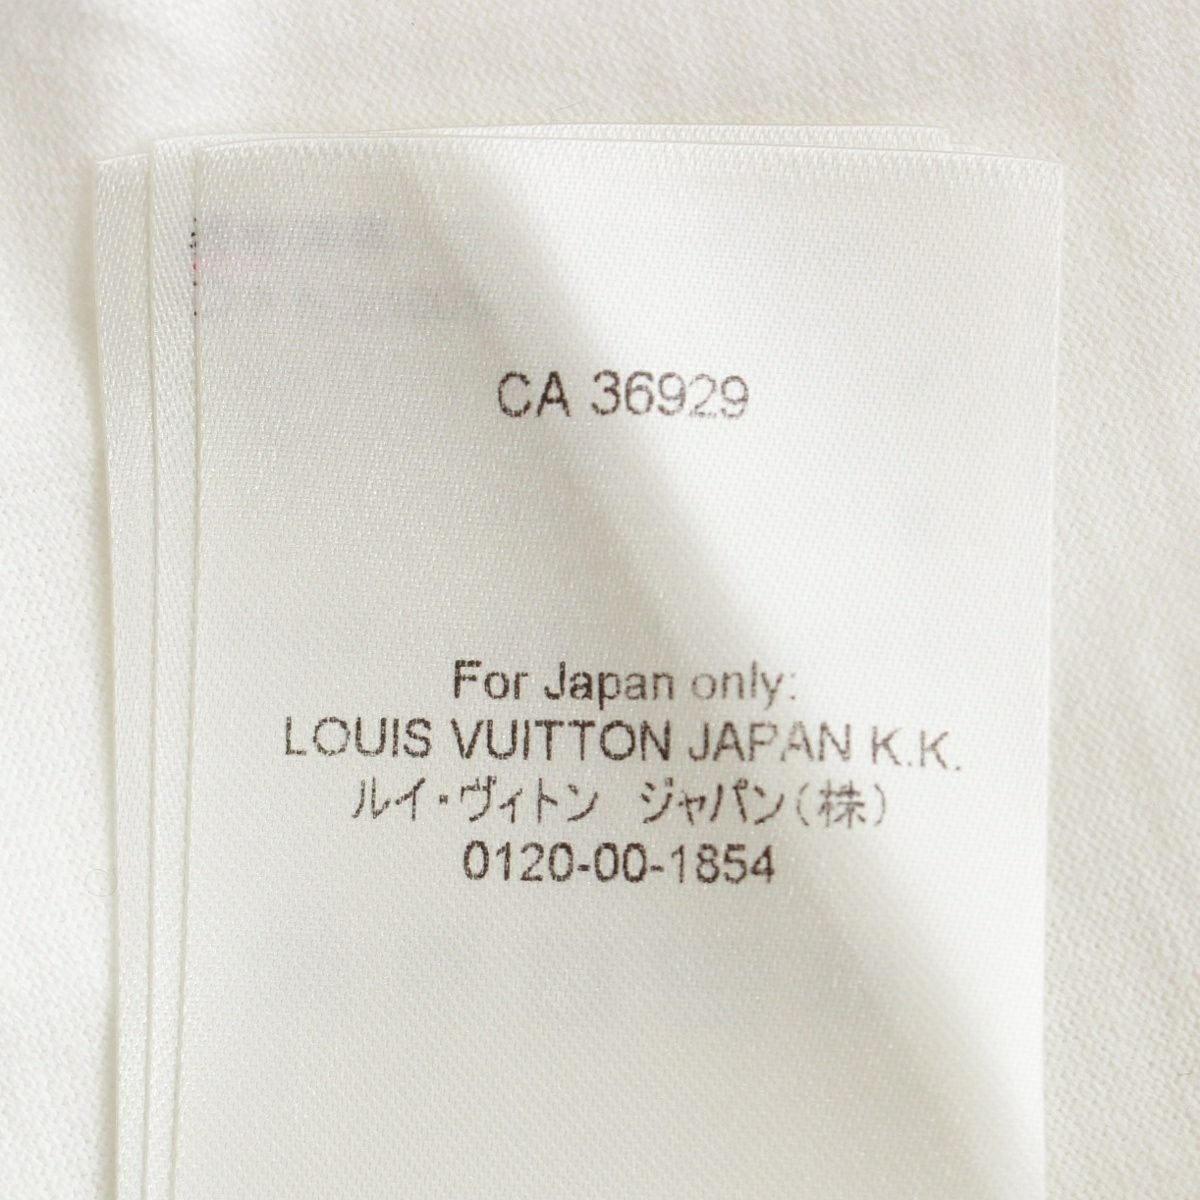 CA 36929
For Japan only:
LOUIS VUITTON JAPAN K.K.
ルイ・ヴィトン ジャパン(株)
0120-00-1854